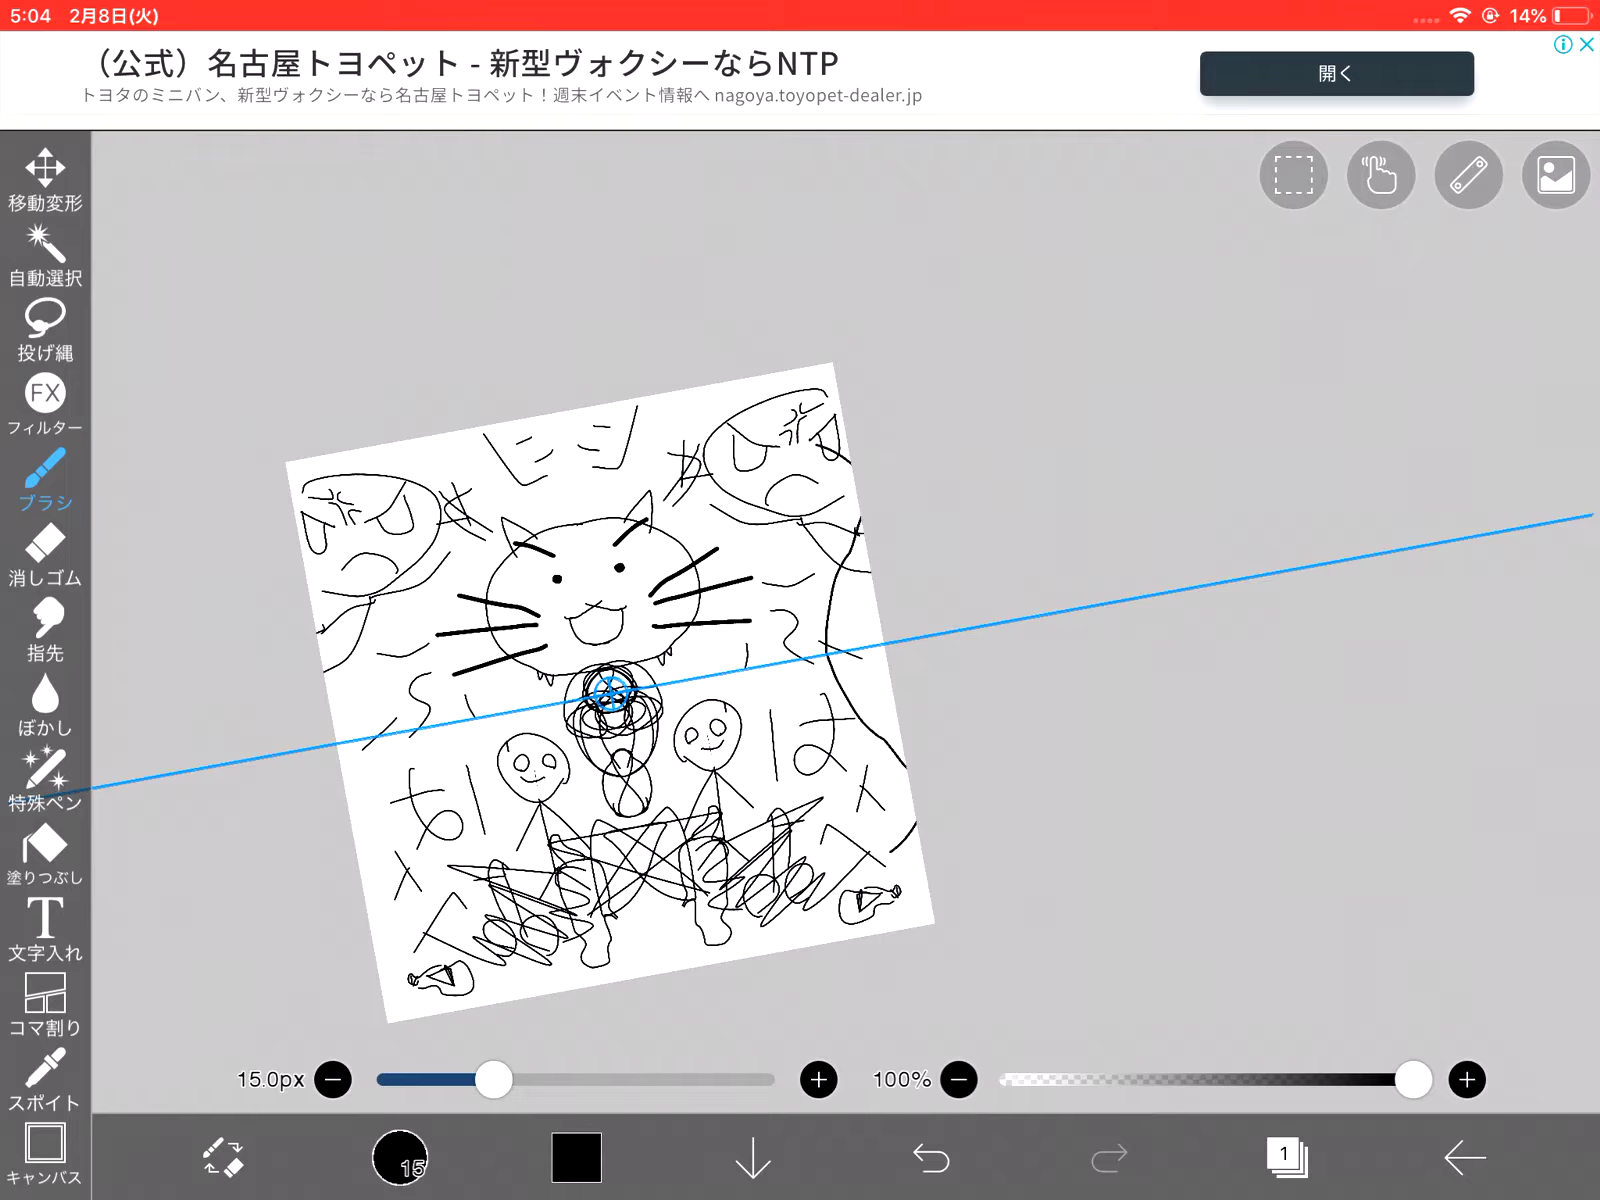 5:04 2月8日(火)
14%
（公式）名古屋トヨペット - 新型ヴォクシーならNTP
トヨタのミニバン、新型ヴォクシーなら名古屋トヨペット！週末イベント情報へ nagoya.toyopet-dealer.jp
開く
移動変形
自動選択
投げ縄
FX
フィルター
ブラシ
消しゴム
指先
ぼかし
特殊ペン
塗りつぶし
T
文字入れ
コマ割り
スポイト
キャンバス
15.0px
100%
15
1